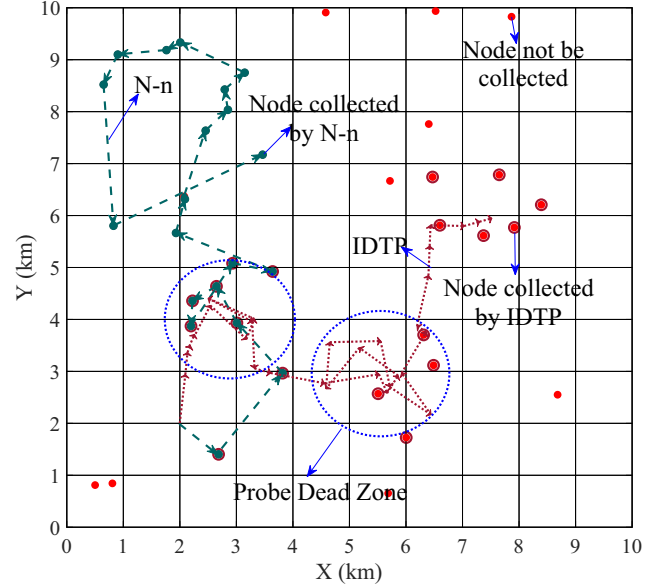 10
9
8
7
6
5
4
3
2
1
0
Y (km)
Node not be
collected
N-n
Node collected
by N-n
IDTP
Node collected
by IDTP
Probe Dead Zone
0 1 2 3 4 5 6 7 8 9 10
X (km)